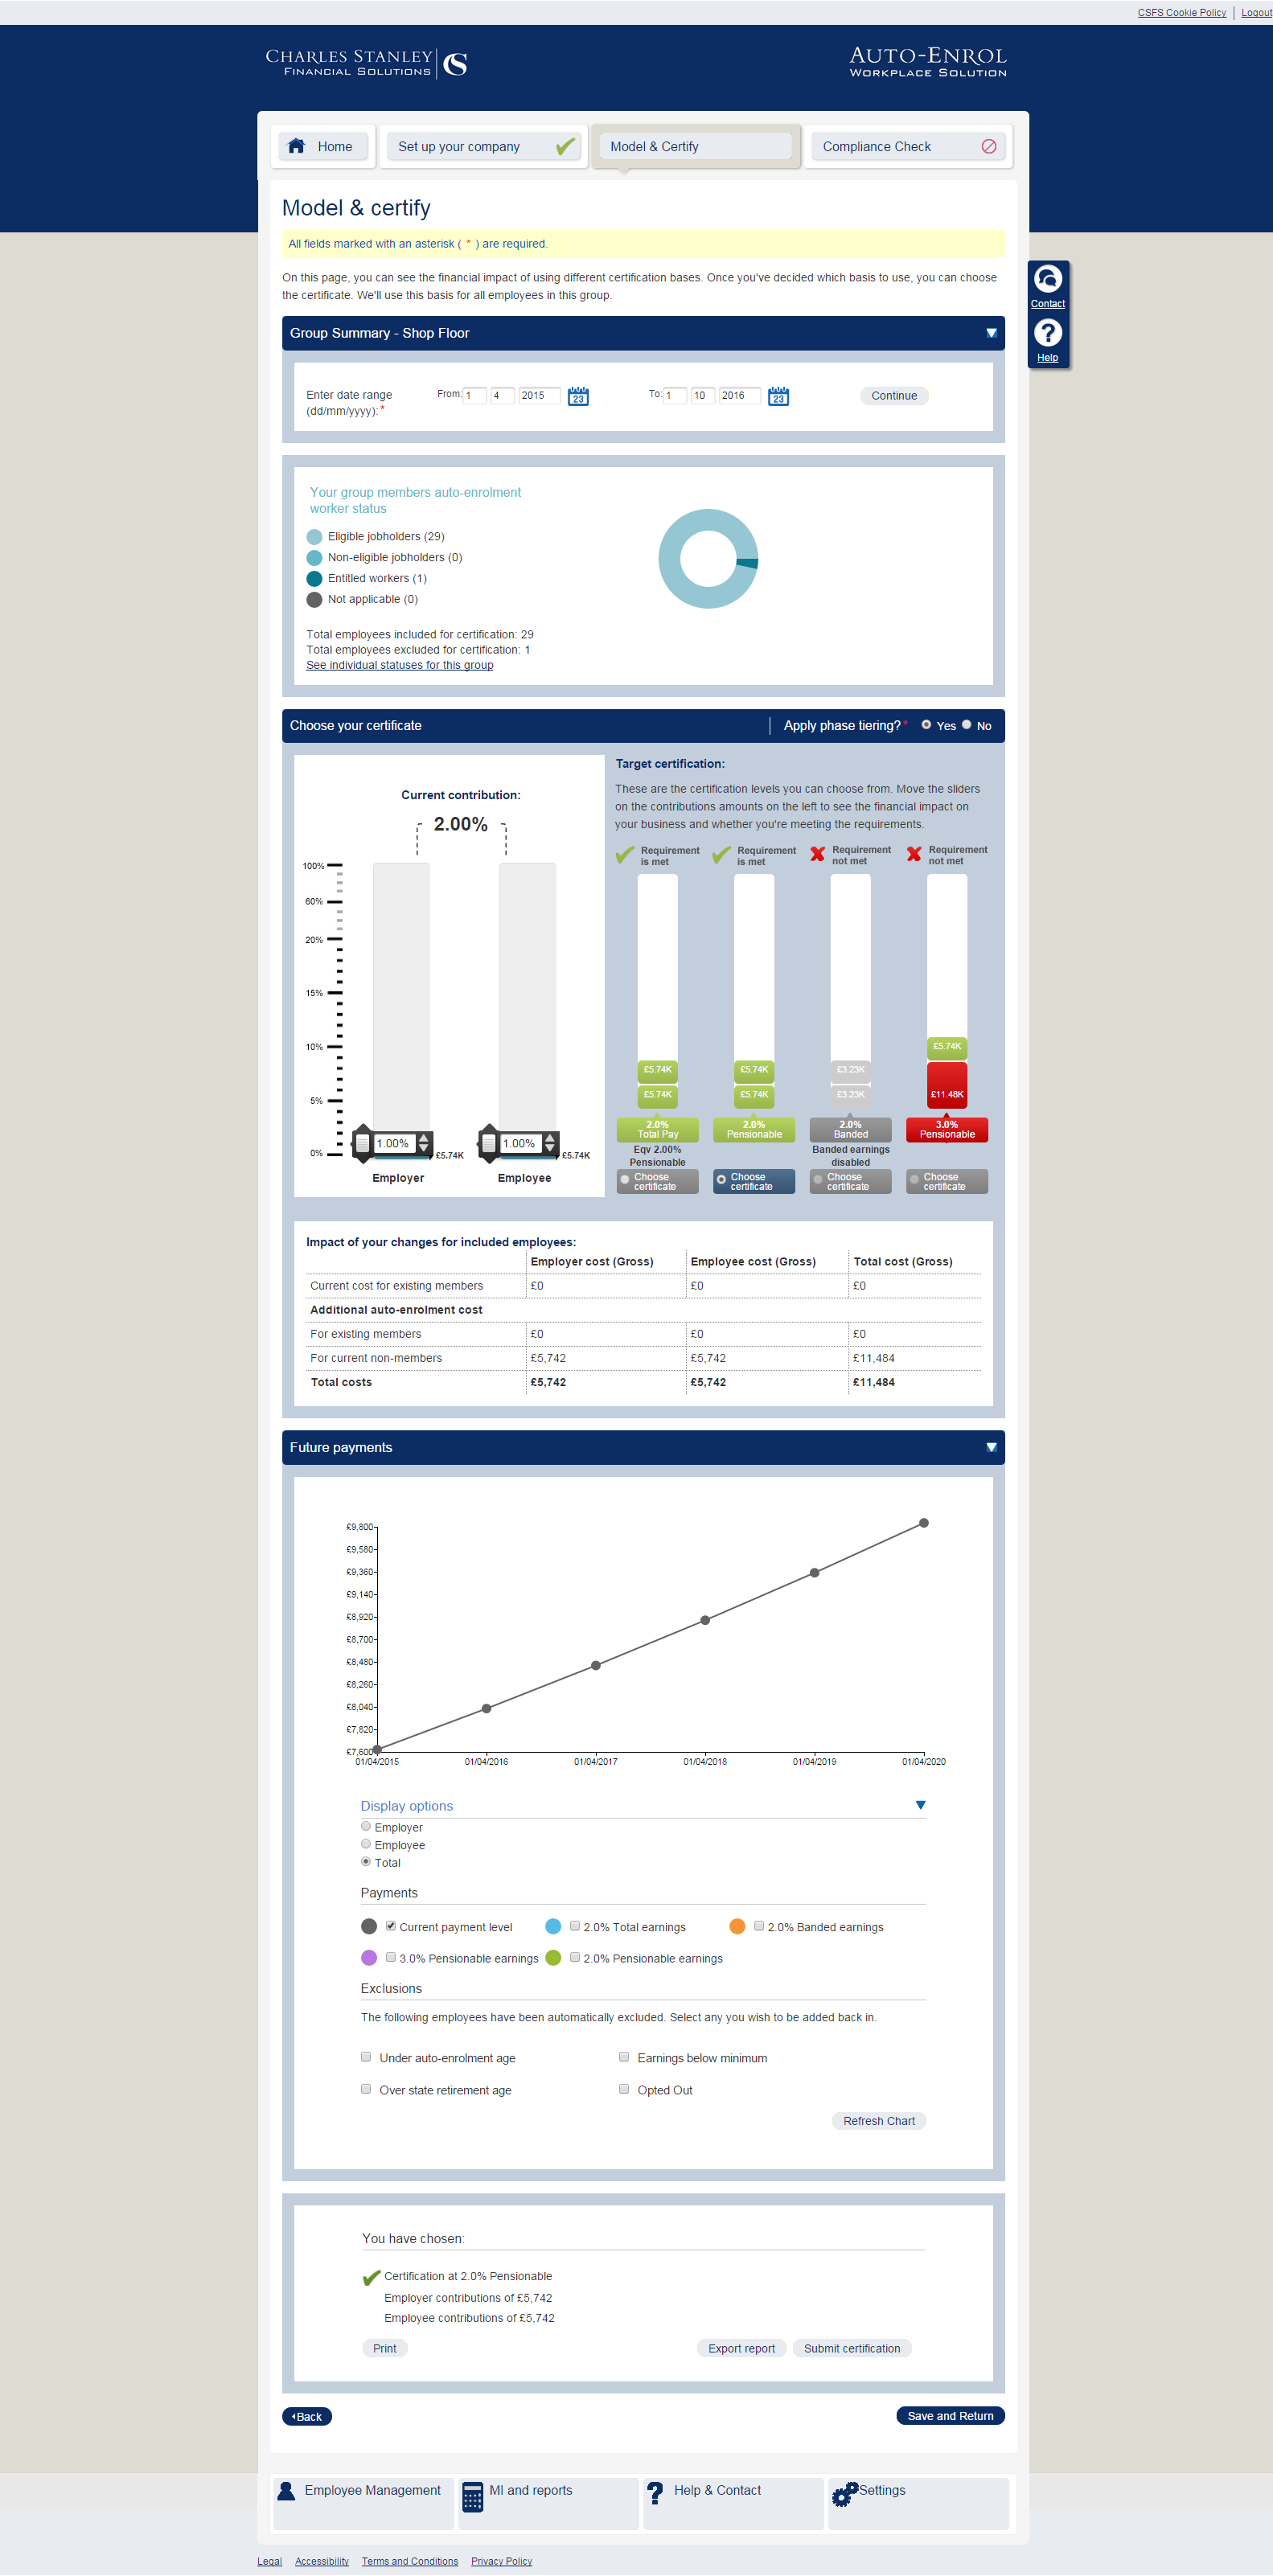 CSFS Cookie Policy Logout
CHARLES STANLEY
FINANCIAL SOLUTIONS
AUTO-ENROL
WORKPLACE SOLUTION
Home Set up your company Model & Certify Compliance Check
Model & certify
All fields marked with an asterisk ( * ) are required.
On this page, you can see the financial impact of using different certification bases. Once you've decided which basis to use, you can choose
the certificate. We'll use this basis for all employees in this group.
Contact
Help
Group Summary - Shop Floor
Enter date range
(dd/mm/yyyy):*
From: 1 4 2015 23
To: 1 10 2016 23
Continue
Your group members auto-enrolment
worker status
Eligible jobholders (29)
Non-eligible jobholders (0)
Entitled workers (1)
Not applicable (0)
Total employees included for certification: 29
Total employees excluded for certification: 1
See individual statuses for this group
Choose your certificate
Apply phase tiering?* Yes No
Current contribution:
2.00%
100%
60%
20%
15%
10%
5%
0%
1.00% £5.74K
1.00% £5.74K
Employer Employee
Target certification:
These are the certification levels you can choose from. Move the sliders
on the contributions amounts on the left to see the financial impact on
your business and whether you're meeting the requirements.
Requirement
is met
Requirement
is met
Requirement
not met
Requirement
not met
£5.74K
£5.74K £5.74K £3.23K
£5.74K £5.74K £3.23K £11.48K
2.0%
Total Pay
2.0%
Pensionable
2.0%
Banded
3.0%
Pensionable
Eqv 2.00%
Pensionable
Banded earnings
disabled
Choose
certificate
Choose
certificate
Choose
certificate
Choose
certificate
Impact of your changes for included employees:
Employer cost (Gross) Employee cost (Gross) Total cost (Gross)
Current cost for existing members £0 £0 £0
Additional auto-enrolment cost
For existing members £0 £0 £0
For current non-members £5,742 £5,742 £11,484
Total costs £5,742 £5,742 £11,484
Future payments
£9,800
£9,580
£9,360
£9,140
£8,920
£8,700
£8,480
£8,260
£8,040
£7,820
£7,600
01/04/2015 01/04/2016 01/04/2017 01/04/2018 01/04/2019 01/04/2020
Display options
Employer
Employee
Total
Payments
Current payment level 2.0% Total earnings 2.0% Banded earnings
3.0% Pensionable earnings 2.0% Pensionable earnings
Exclusions
The following employees have been automatically excluded. Select any you wish to be added back in.
Under auto-enrolment age Earnings below minimum
Over state retirement age Opted Out
Refresh Chart
You have chosen:
Certification at 2.0% Pensionable
Employer contributions of £5,742
Employee contributions of £5,742
Print Export report Submit certification
Back Save and Return
Employee Management MI and reports Help & Contact Settings
Legal Accessibility Terms and Conditions Privacy Policy